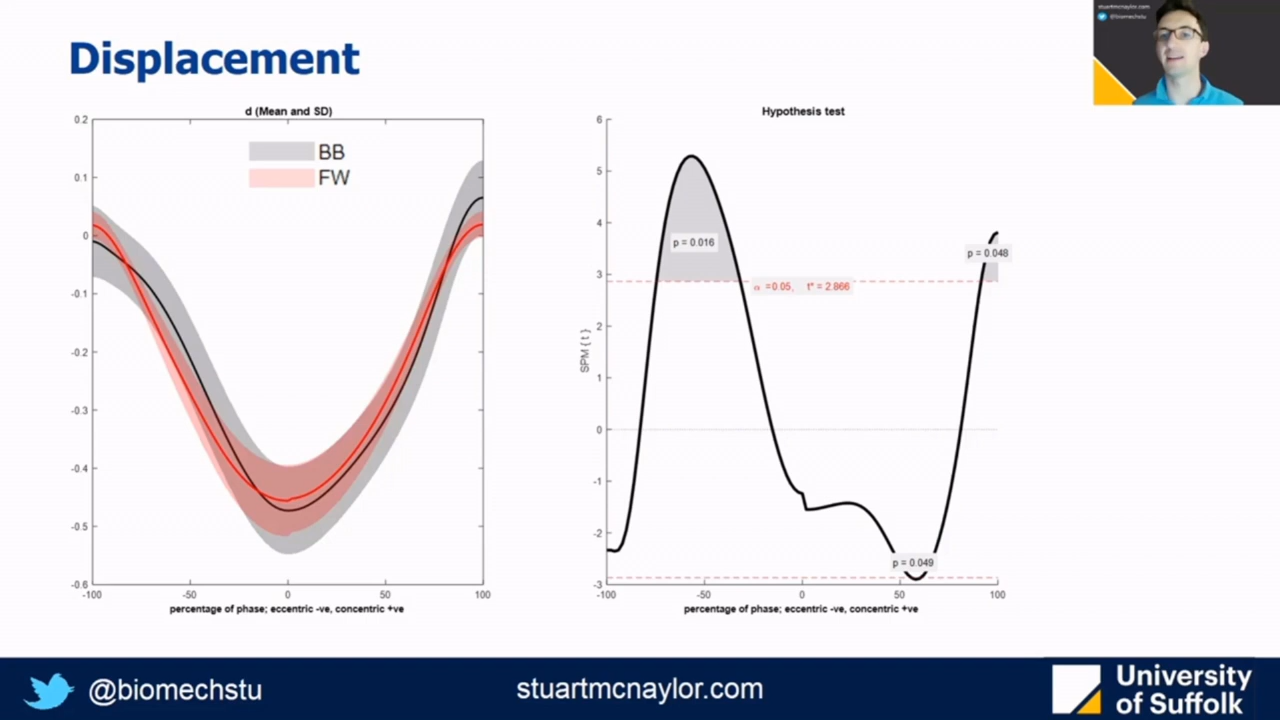 Displacement
stuartmcnaylor.com
@biomechstu
d (Mean and SD)
BB
FW
0.2
0.1
0
-0.1
-0.2
-0.3
-0.4
-0.5
-0.6
-100
-50
0
50
100
percentage of phase; eccentric -ve, concentric +ve
Hypothesis test
6
5
4
3
2
1
0
-1
-2
-3
SPM { t }
p = 0.016
α =0.05, t* = 2.866
p = 0.048
p = 0.049
-100
-50
0
50
100
percentage of phase; eccentric -ve, concentric +ve
@biomechstu
stuartmcnaylor.com
University
of Suffolk